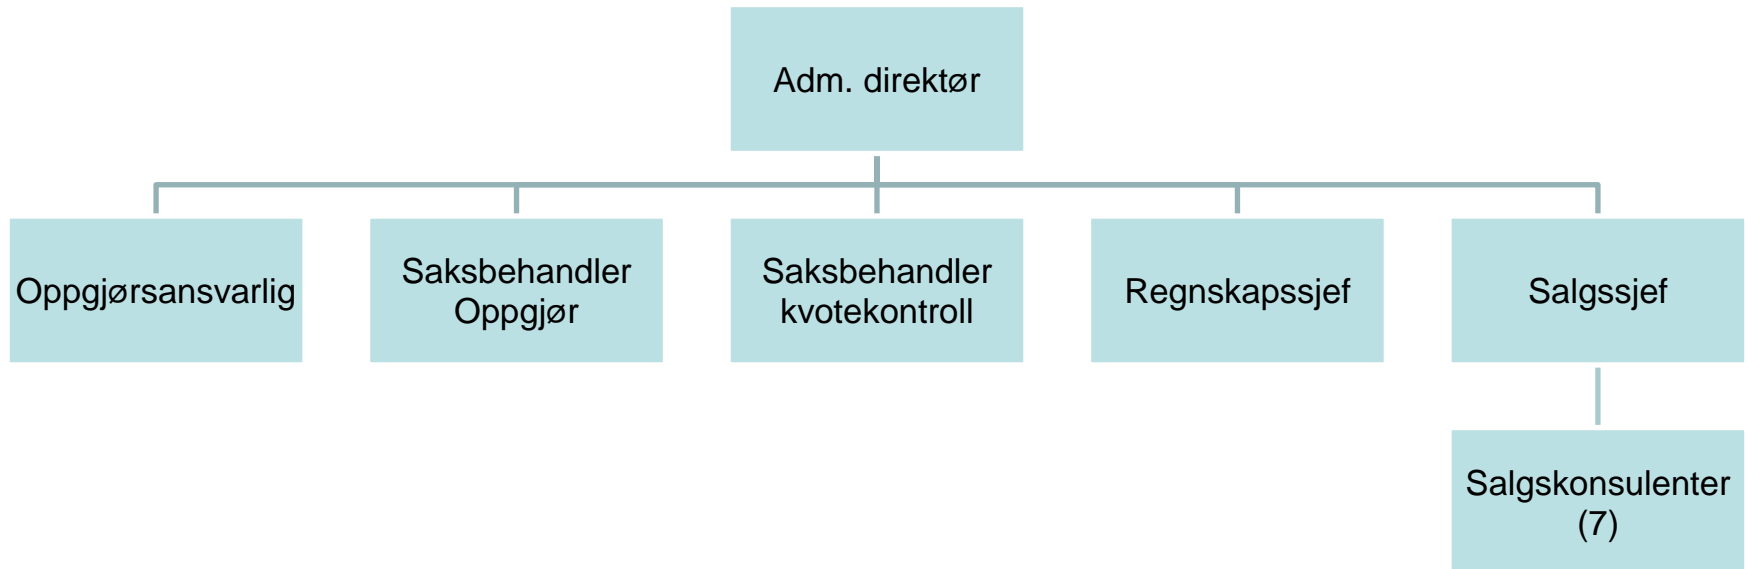 Adm. direktør
Oppgjørsansvarlig
Saksbehandler
Oppgjør
Saksbehandler
kvotekontroll
Regnskapssjef
Salgssjef
Salgskonsulenter
(7)